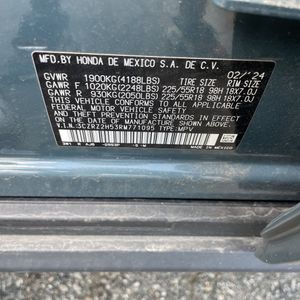 MFD.BY HONDA DE MEXICO S.A. DE C.V.
02/'24
GVWR 1900KG(4188LBS) TIRE SIZE RIM SIZE
GAWR F 1020KG(2248LBS) 225/55R18 98H 18X7.0J
GAWR R 930KG(2050LBS) 225/55R18 98H 18X7.0J
THIS VEHICLE CONFORMS TO ALL APPLICABLE FEDERAL MOTOR
VEHICLE SAFETY AND THEFT PREVENTION STANDARDS IN EFFECT ON THE
DATE OF MANUFACTURE SHOWN ABOVE.
V.I.N.:3CZRZ2H53RM771095 TYPE:MPV
MADE IN MEXICO